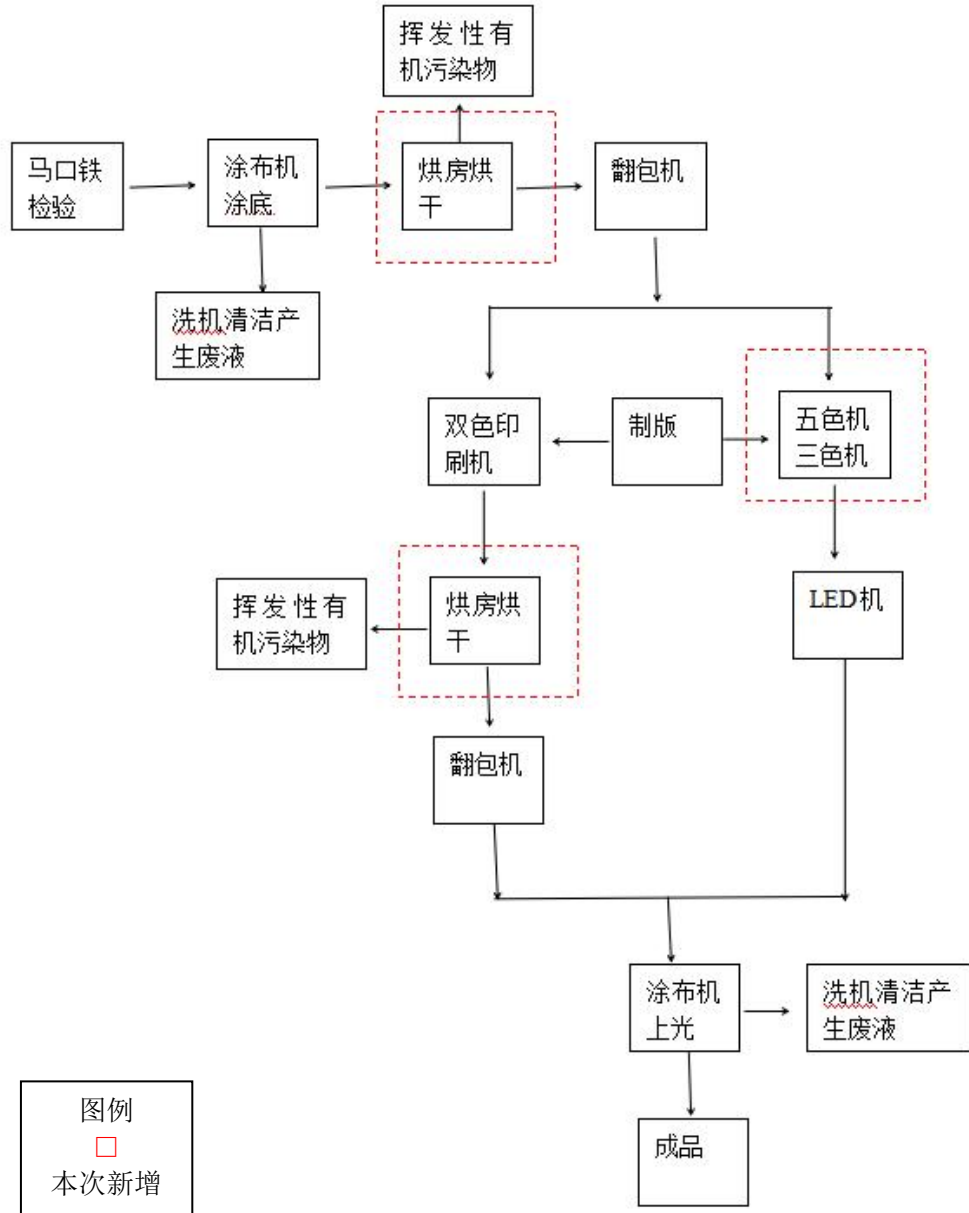 挥发性有
机污染物
马口铁
检验
涂布机
涂底
烘房烘
干
翻包机
洗机清洁产
生废液
双色印
刷机
制版
五色机
三色机
挥发性有
机污染物
烘房烘
干
LED机
翻包机
涂布机
上光
洗机清洁产
生废液
成品
图例
本次新增